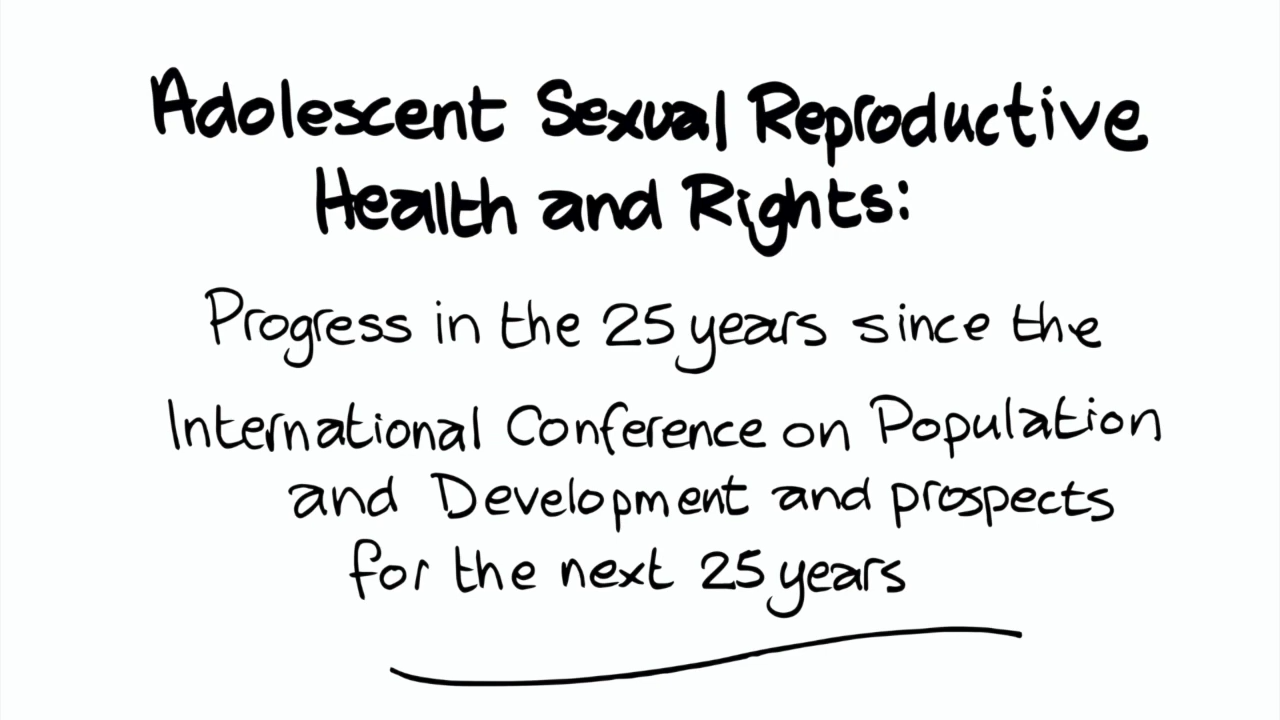 Adolescent Sexual Reproductive
Health and Rights:
Progress in the 25 years since the
International Conference on Population
and Development and prospects
for the next 25 years